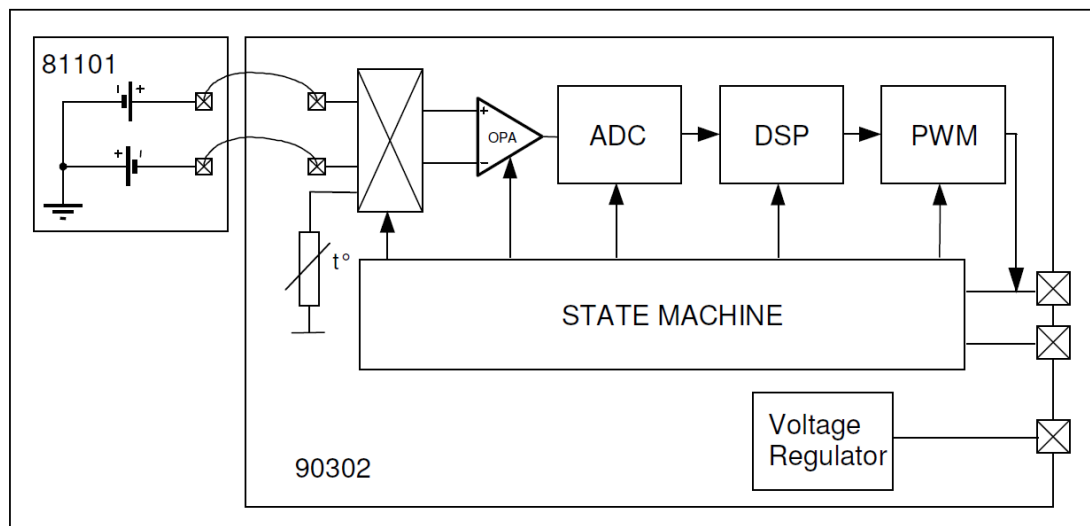 81101
+
+
+
OPA
−
ADC
DSP
PWM
t°
STATE MACHINE
Voltage
Regulator
90302